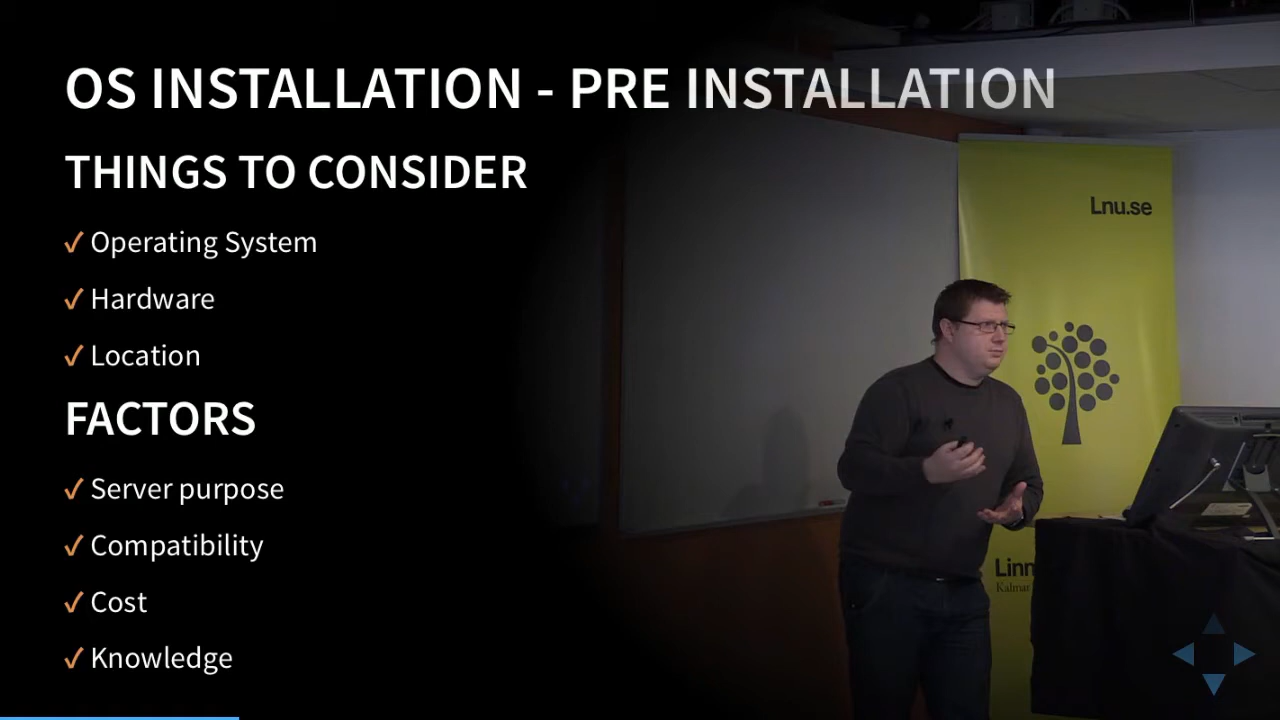 OS INSTALLATION - PRE INSTALLATION
THINGS TO CONSIDER
Operating System
Hardware
Location
FACTORS
Server purpose
Compatibility
Cost
Knowledge
Lnu.se
Linn
Kalmar